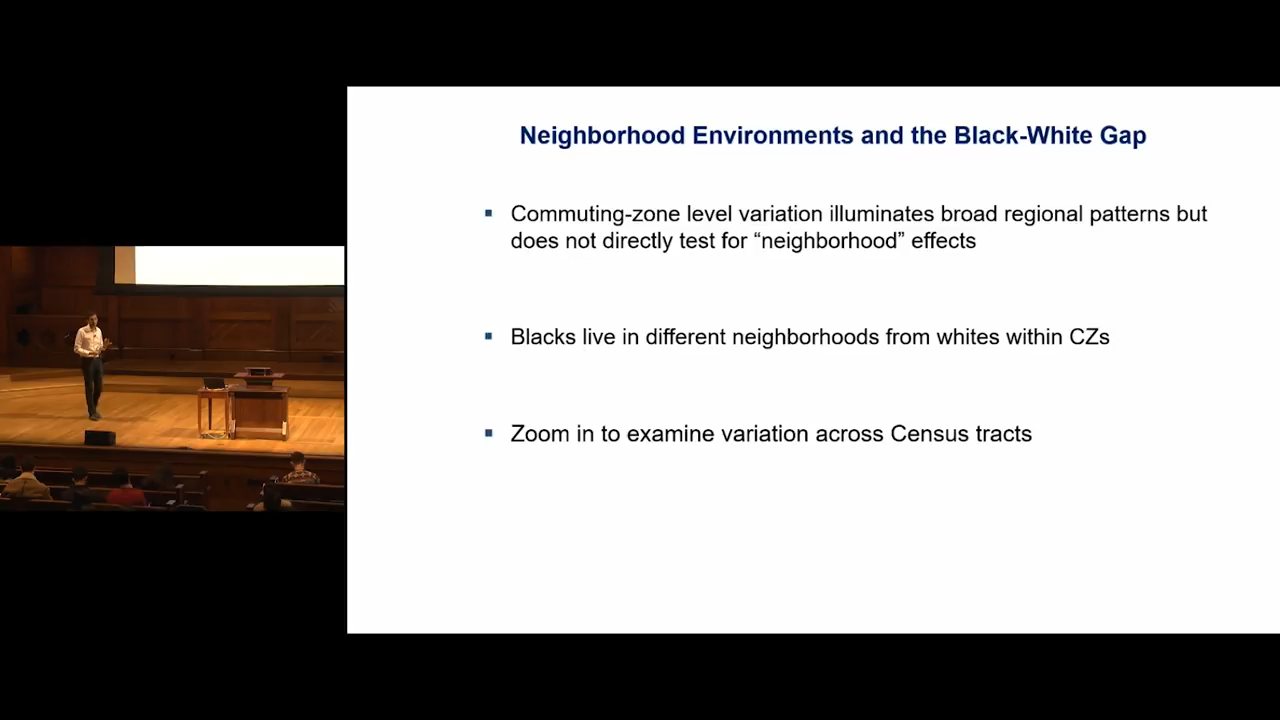 Neighborhood Environments and the Black-White Gap
▪ Commuting-zone level variation illuminates broad regional patterns but
does not directly test for “neighborhood” effects
▪ Blacks live in different neighborhoods from whites within CZs
▪ Zoom in to examine variation across Census tracts